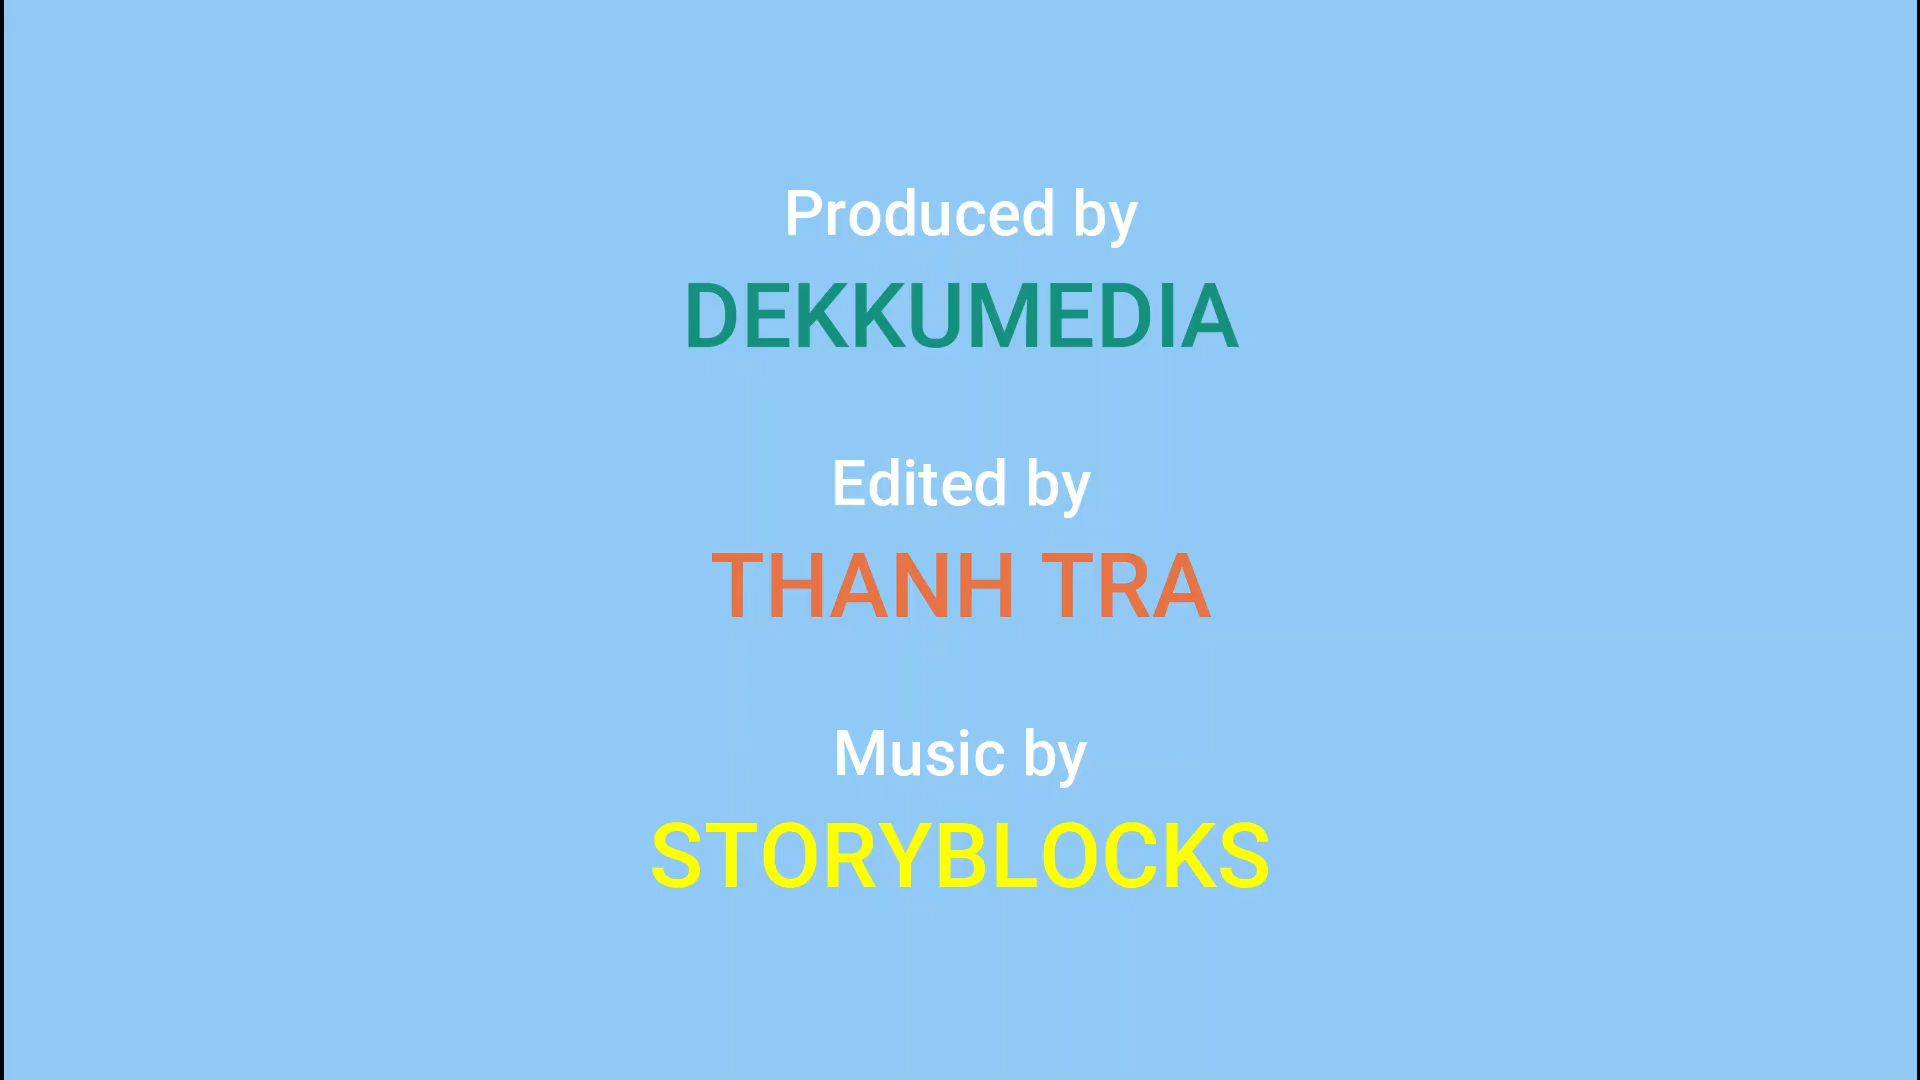 Produced by
DEKKUMEDIA
Edited by
THANH TRA
Music by
STORYBLOCKS